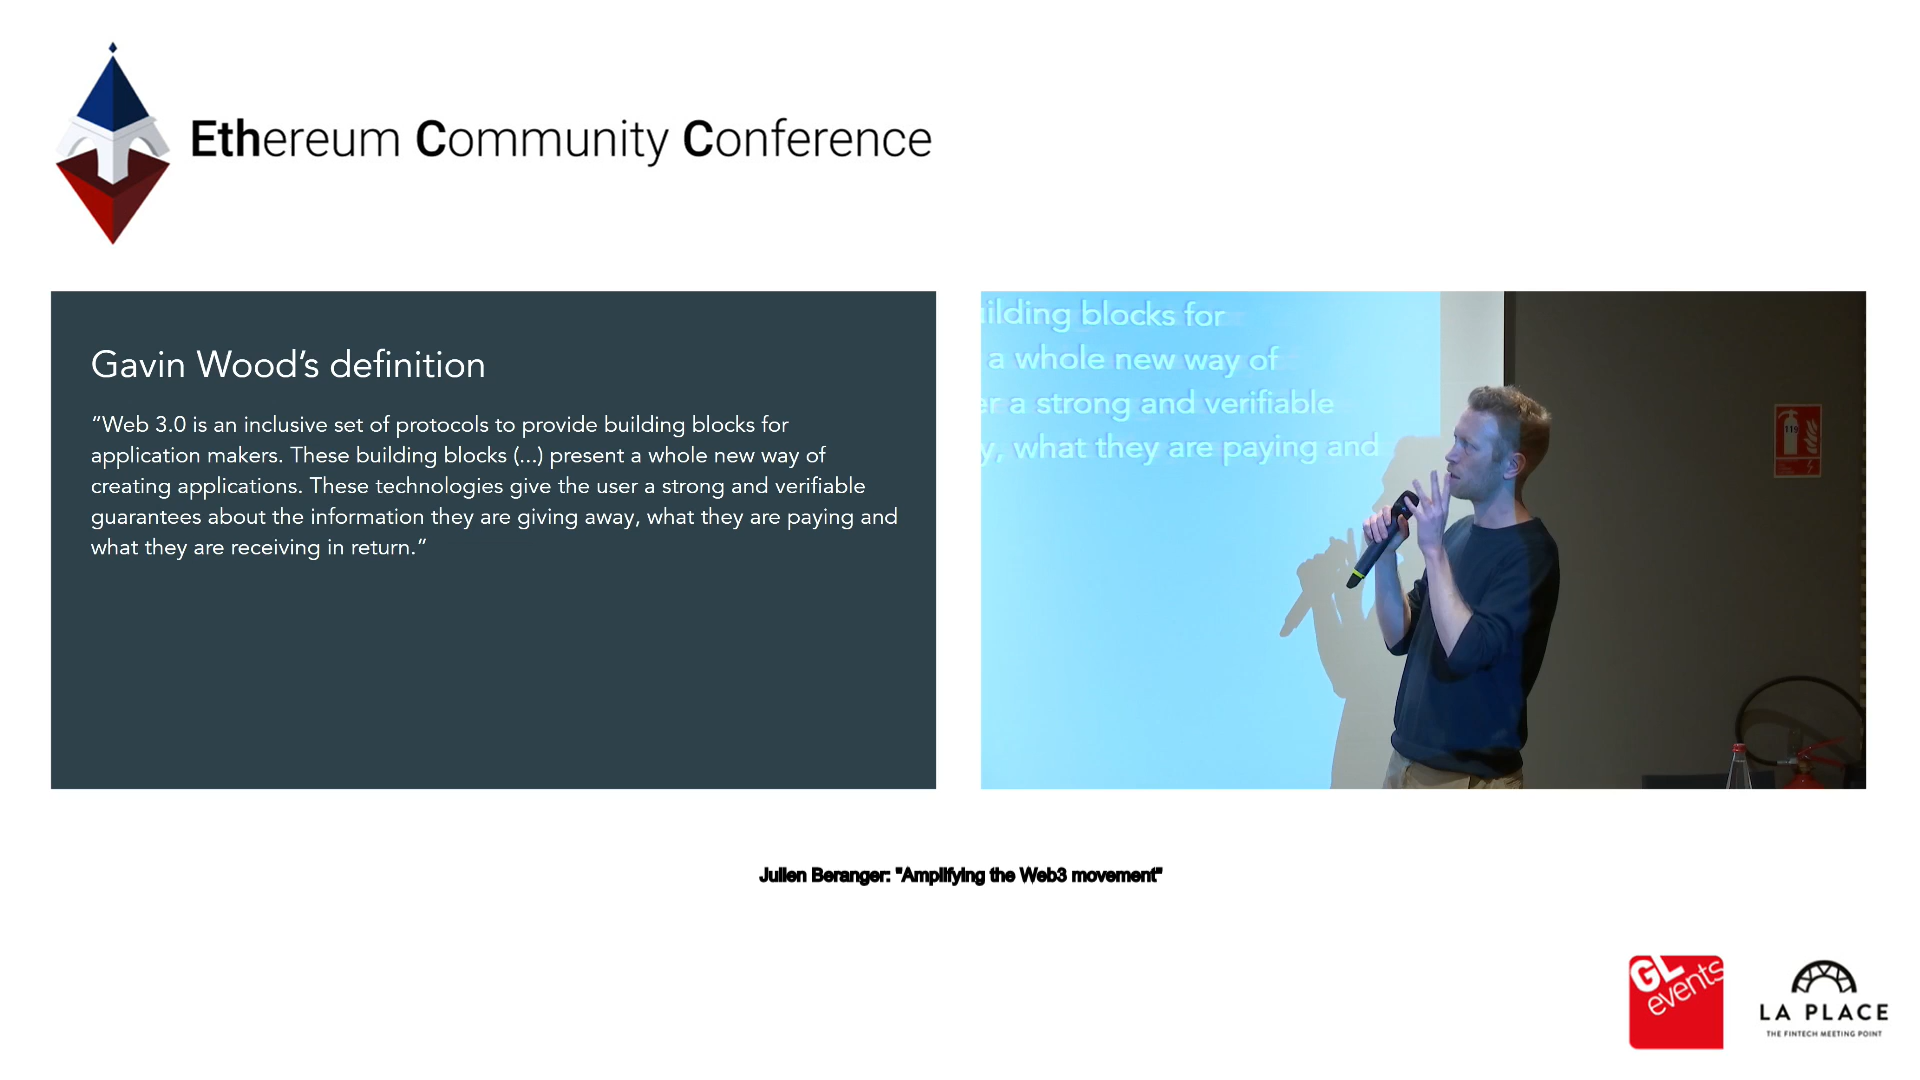 Ethereum Community Conference
Gavin Wood’s definition
“Web 3.0 is an inclusive set of protocols to provide building blocks for
application makers. These building blocks (...) present a whole new way of
creating applications. These technologies give the user a strong and verifiable
guarantees about the information they are giving away, what they are paying and
what they are receiving in return.”
ilding blocks for
a whole new way of
er a strong and verifiable
y, what they are paying and
119
Julien Beranger: "Amplifying the Web3 movement"
GL
events
LA PLACE
THE FINTECH MEETING POINT